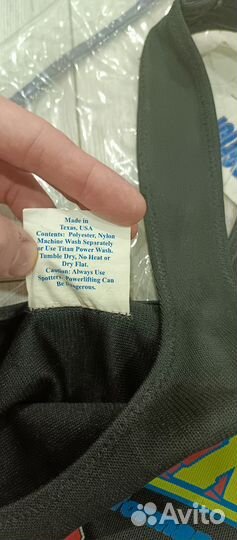 Made in
Texas, USA
Contents: Polyester, Nylon
Machine Wash Separately
or Use Titan Power Wash.
Tumble Dry, No Heat or
Dry Flat.
Caution: Always Use
Spotters: Powerlifting Can
Be Dangerous.
Avito